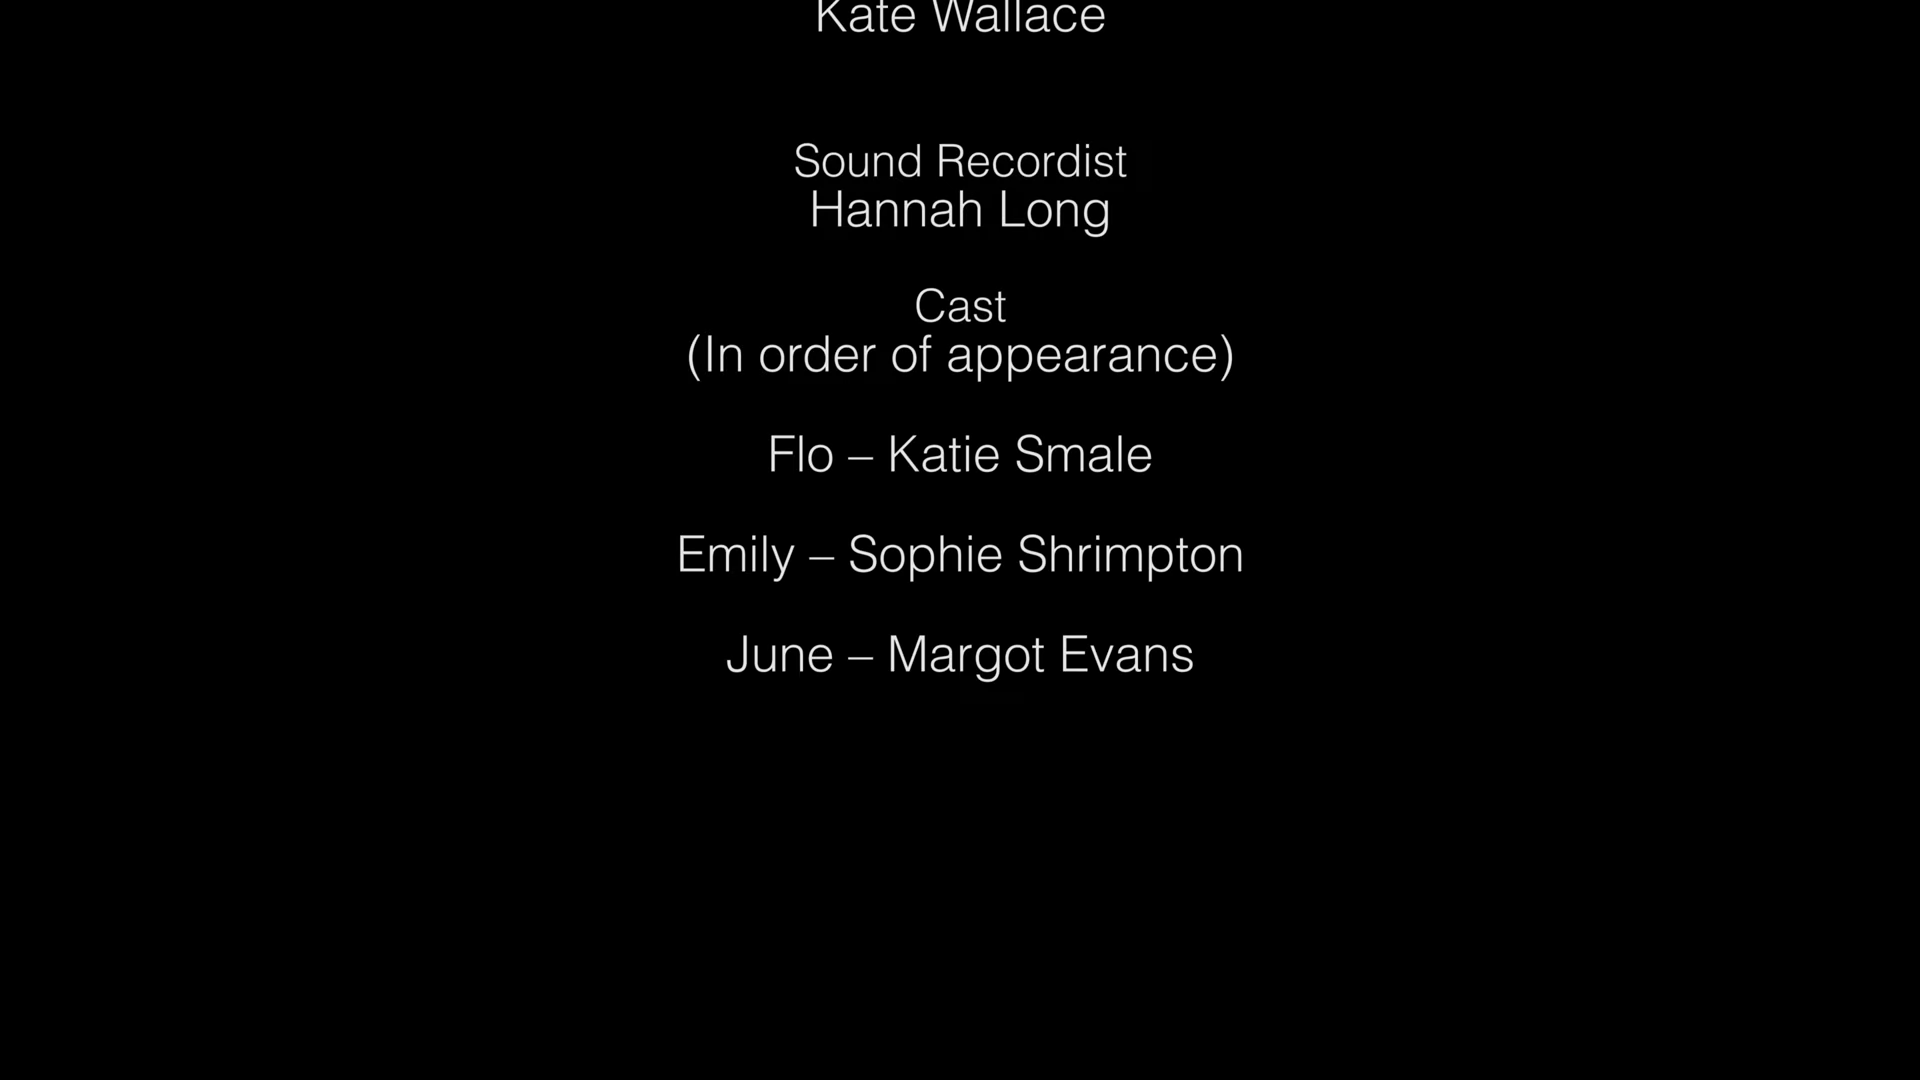 Kate Wallace
Sound Recordist
Hannah Long
Cast
(In order of appearance)
Flo – Katie Smale
Emily – Sophie Shrimpton
June – Margot Evans